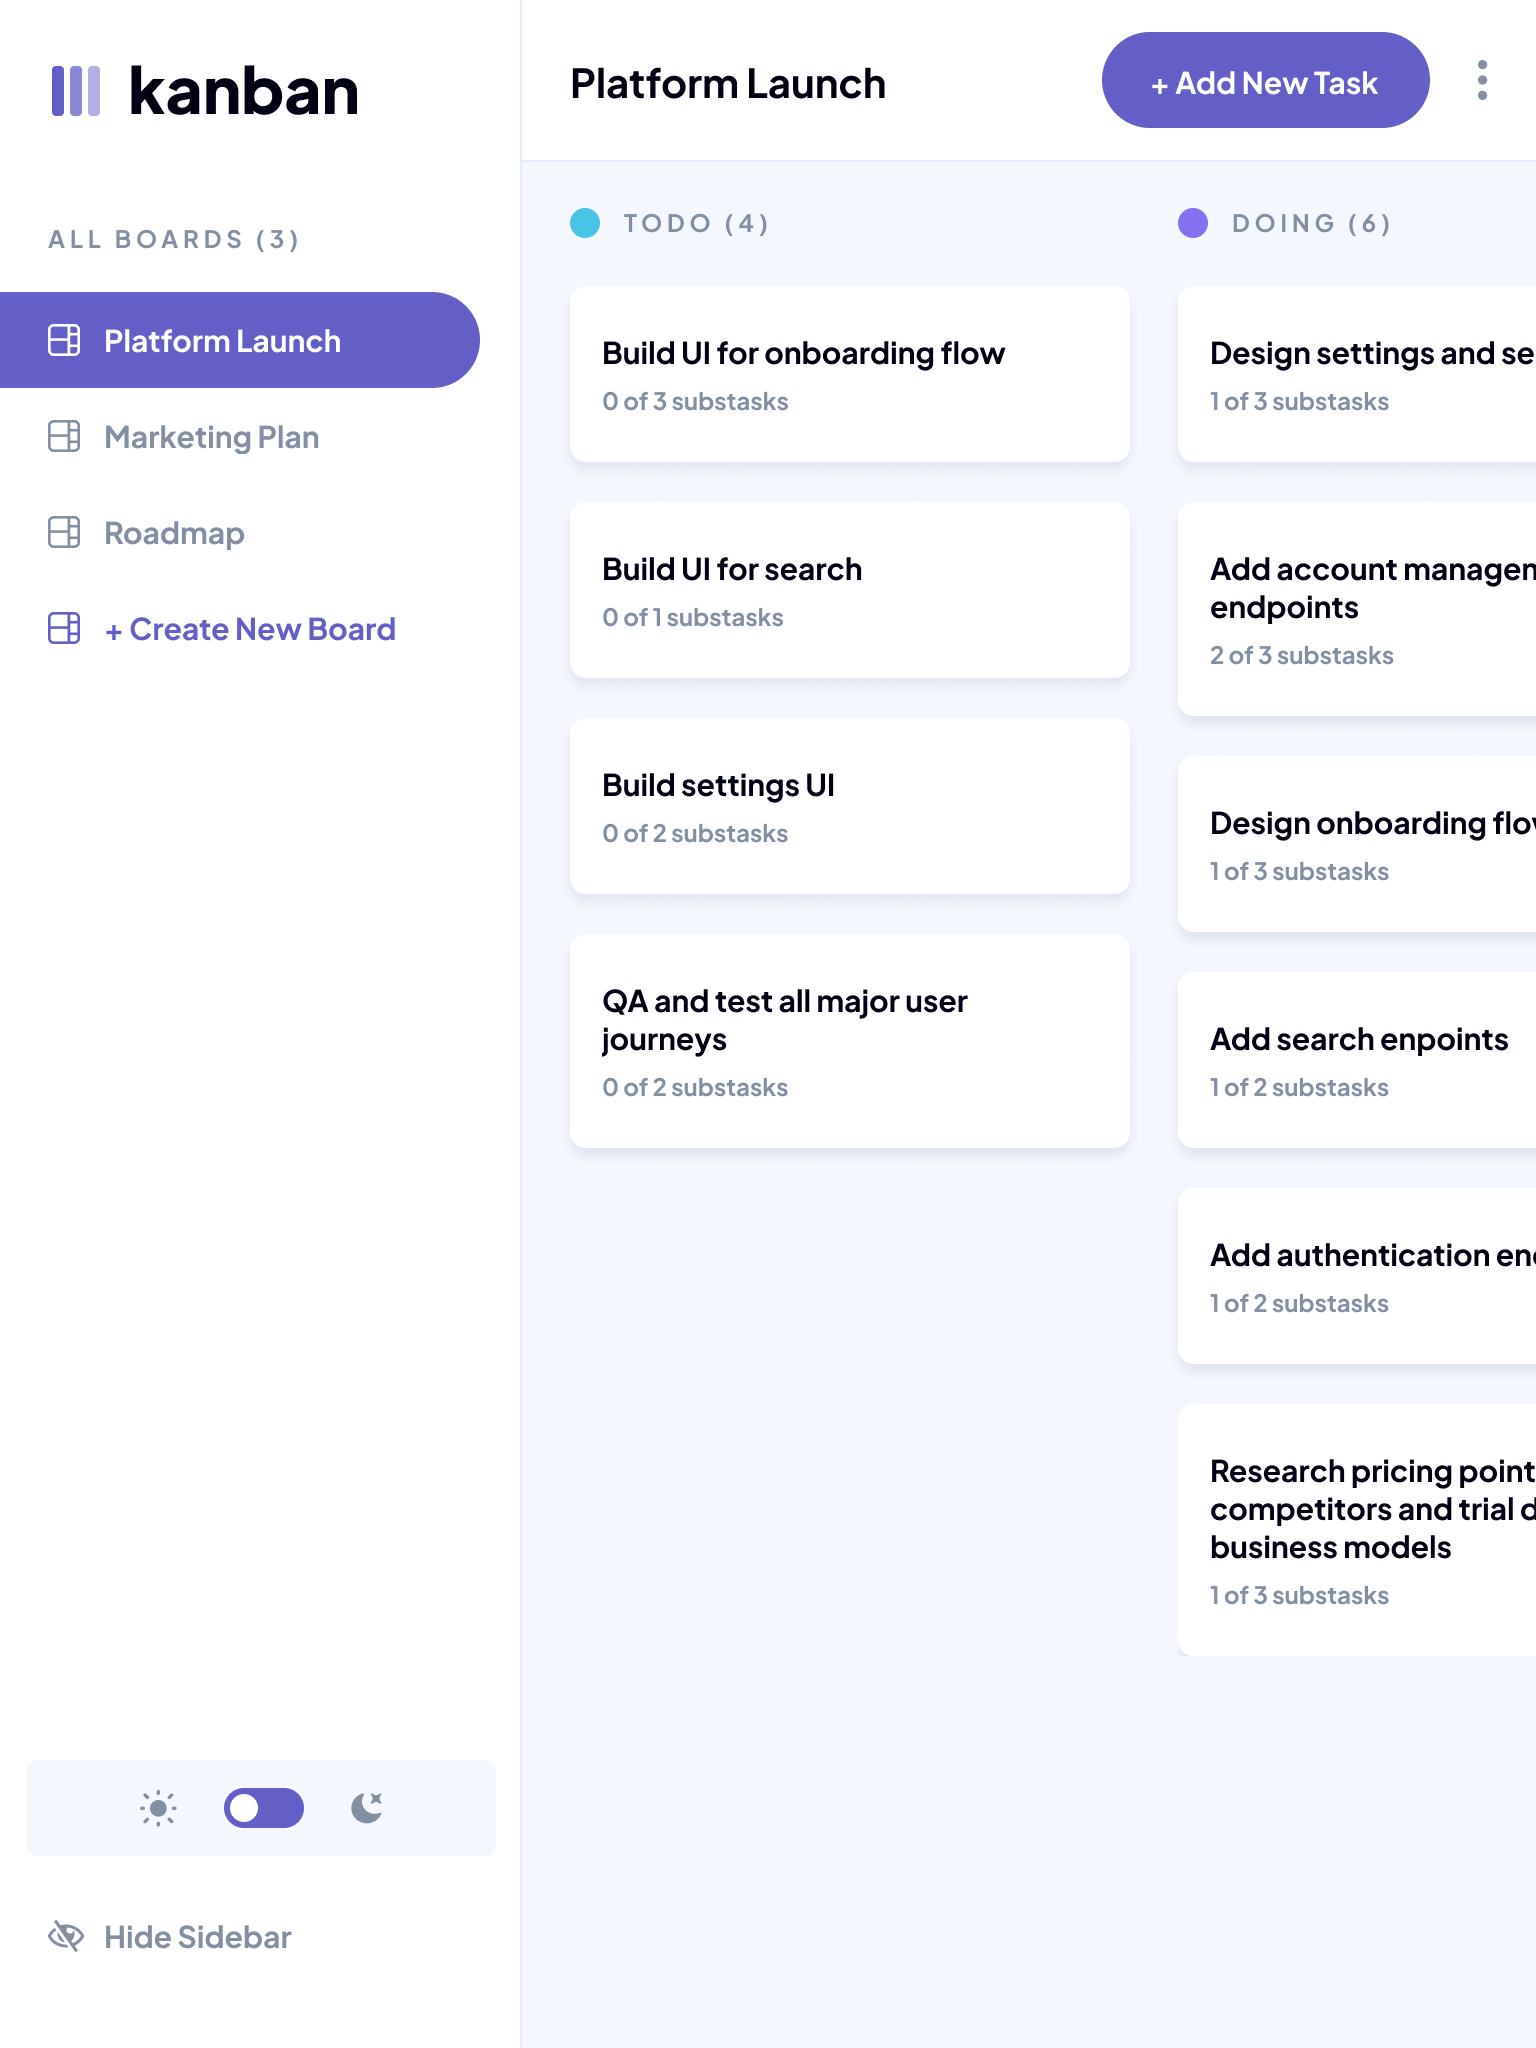 kanban
ALL BOARDS (3)
Platform Launch
Marketing Plan
Roadmap
+ Create New Board
Hide Sidebar
Platform Launch
+ Add New Task
TODO (4)
Build UI for onboarding flow
0 of 3 substasks
Build UI for search
0 of 1 substasks
Build settings UI
0 of 2 substasks
QA and test all major user
journeys
0 of 2 substasks
DOING (6)
Design settings and
1 of 3 substasks
Add account
endpoints
2 of 3 substasks
Design onboarding
1 of 3 substasks
Add search enpoints
1 of 2 substasks
Add authentication
1 of 2 substasks
Research pricing
competitors and trial
business models
1 of 3 substasks